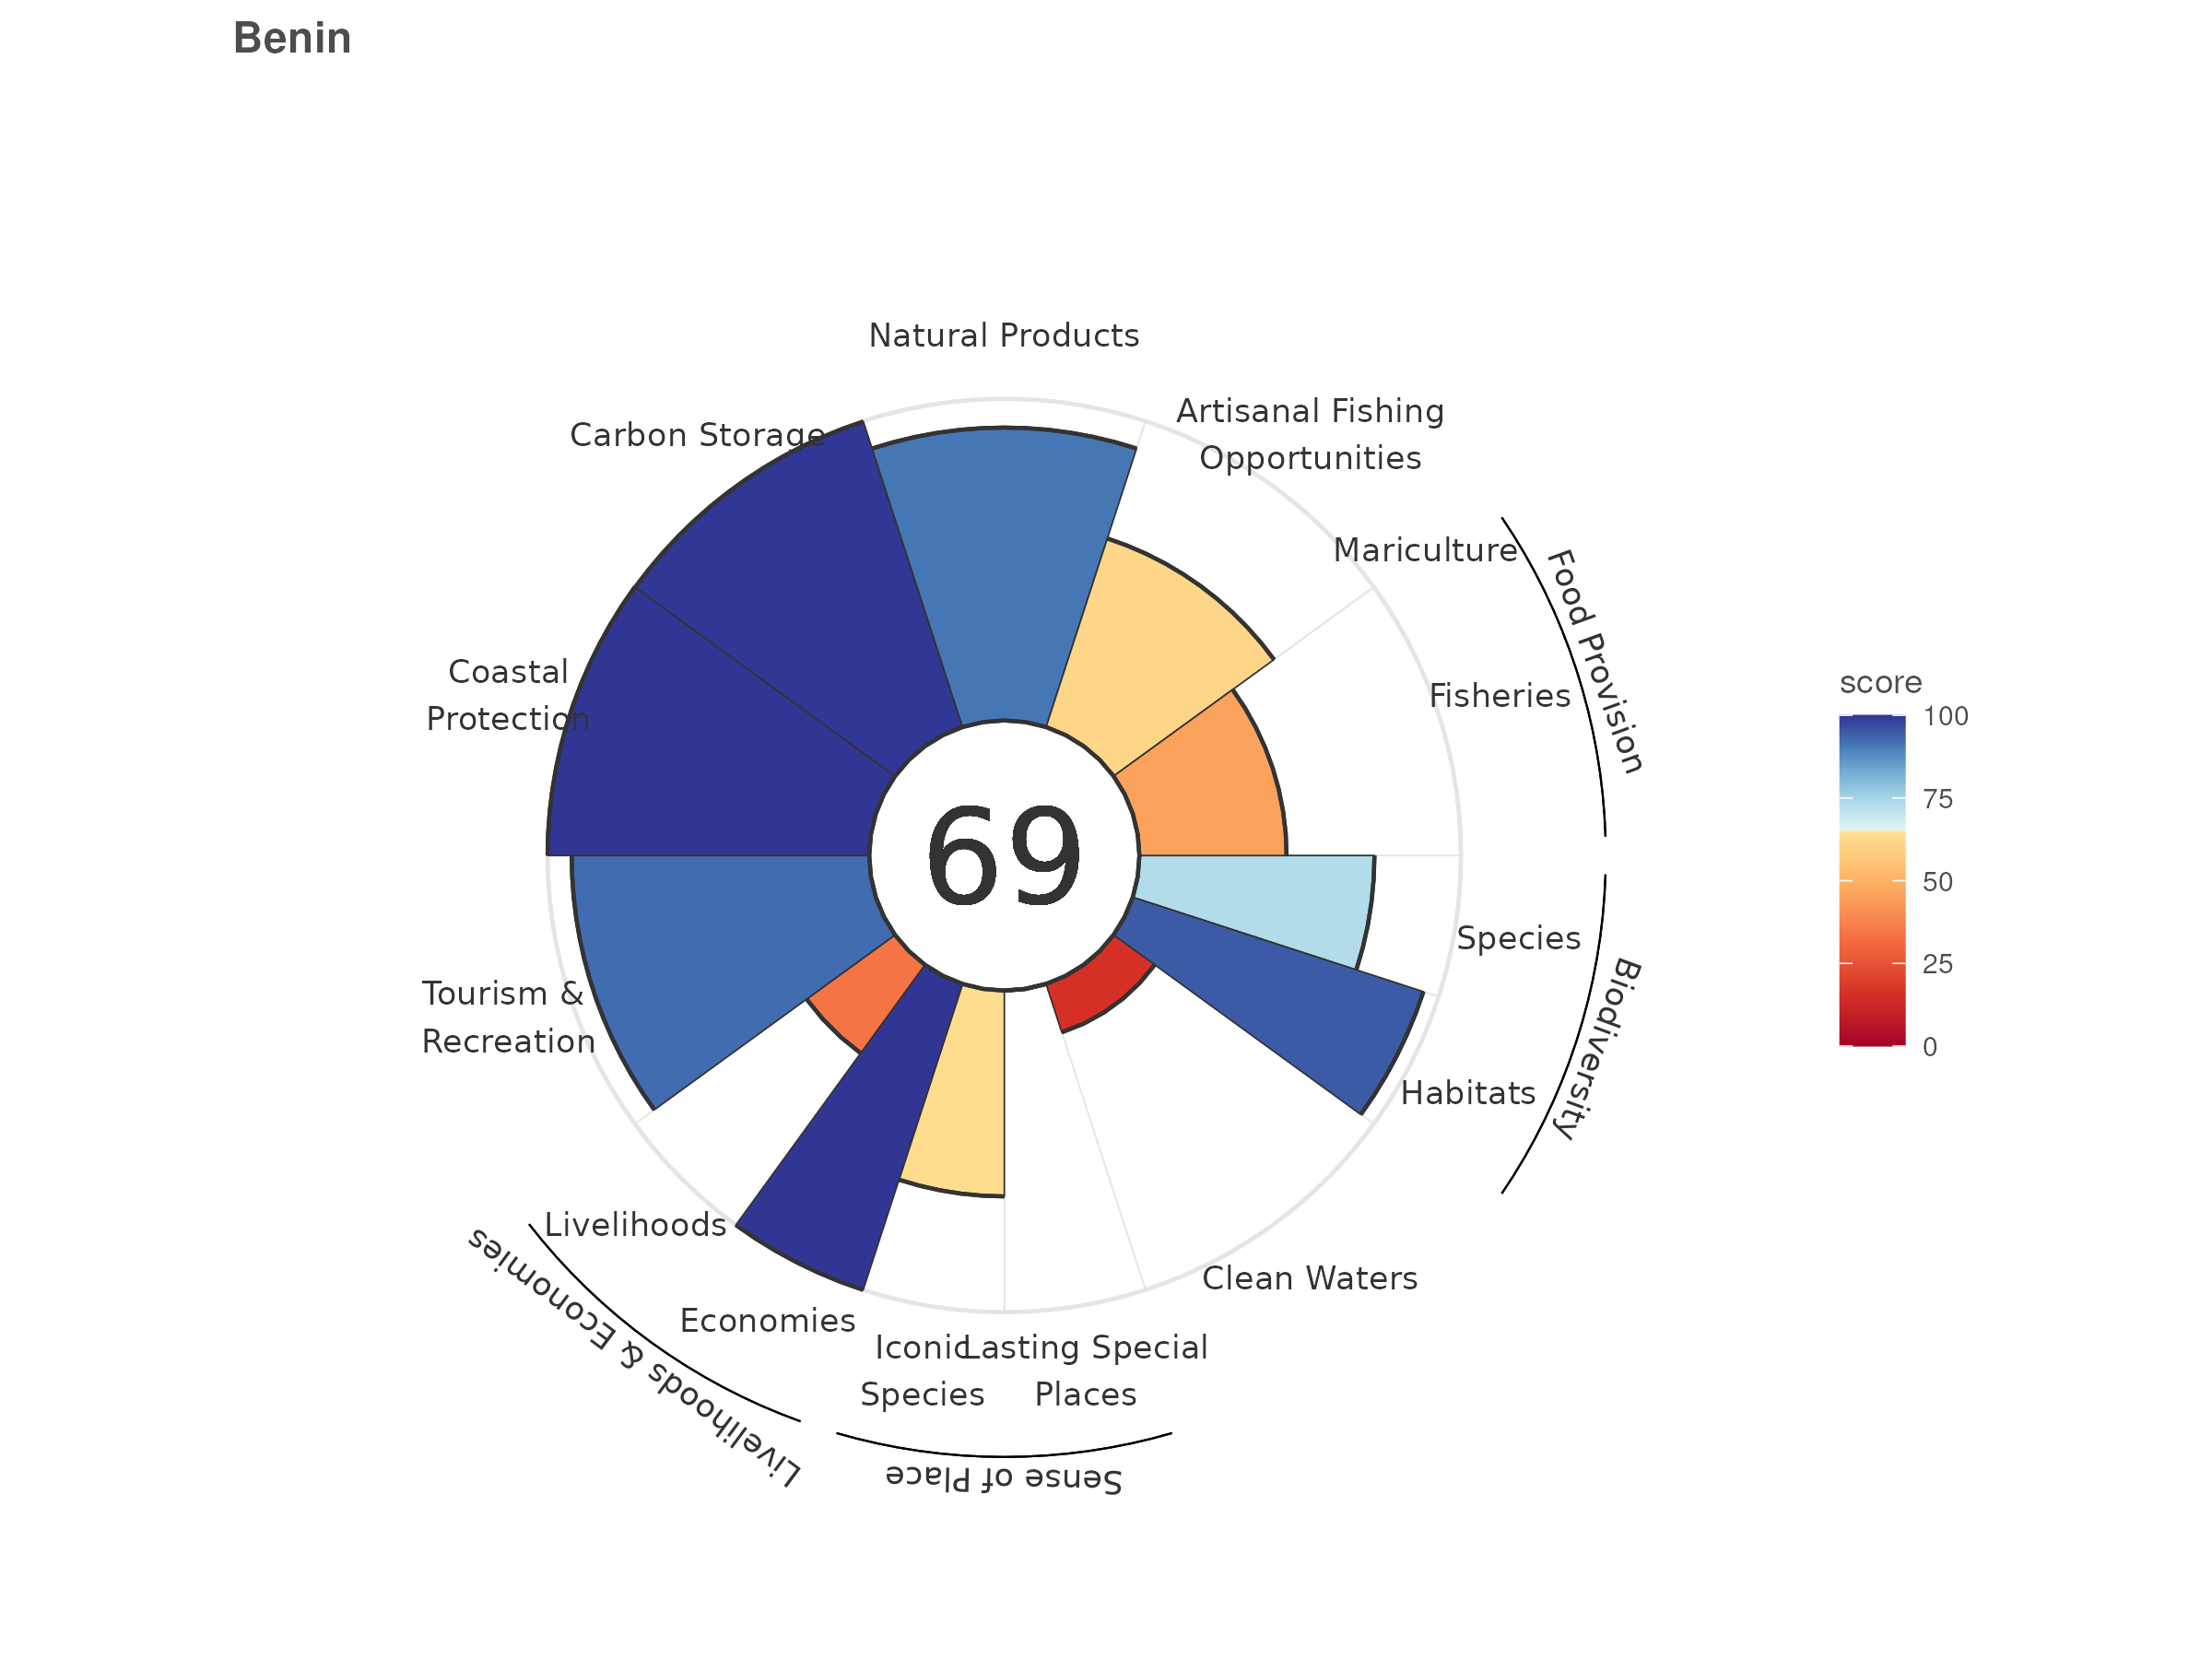 Benin
Natural Products
Artisanal Fishing
Opportunities
Carbon Storage
Mariculture
Food Provision
Fisheries
Coastal
Protection
score
100
75
50
25
0
69
Species
Biodiversity
Tourism &
Recreation
Habitats
Livelihoods
Livelihoods & Economies
Clean Waters
Economies
Iconic
Species
Lasting Special
Places
Sense of Place